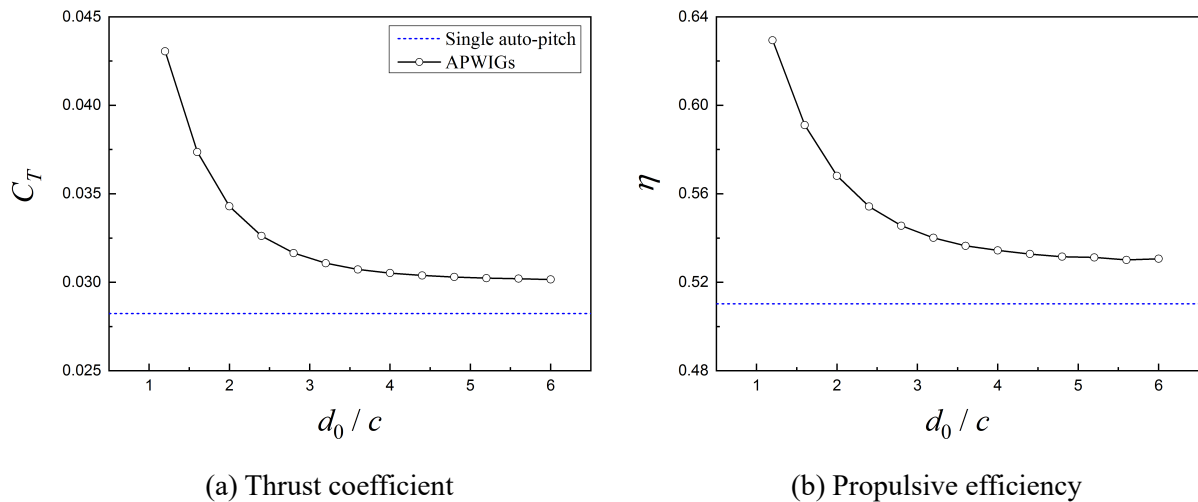 0.045
0.040
0.035
0.030
0.025
C_T
1 2 3 4 5 6
d_0 / c
Single auto-pitch
APWIGs
(a) Thrust coefficient
0.64
0.60
0.56
0.52
0.48
η
1 2 3 4 5 6
d_0 / c
(b) Propulsive efficiency